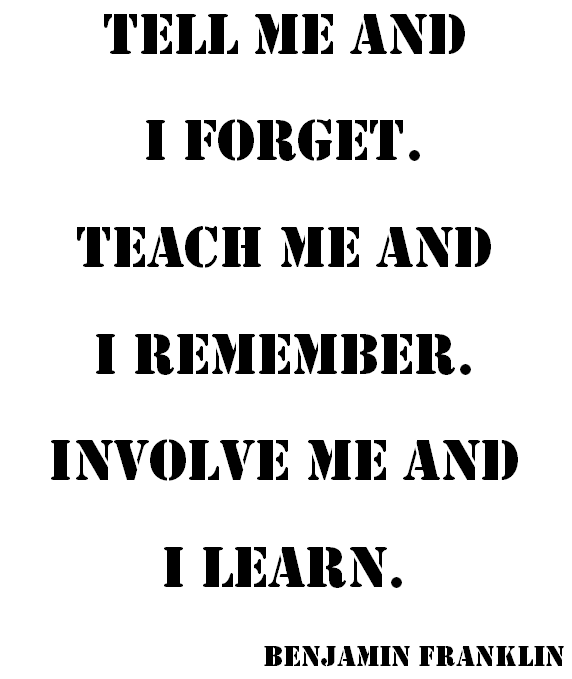 TELL ME AND
I FORGET.
TEACH ME AND
I REMEMBER.
INVOLVE ME AND
I LEARN.
BENJAMIN FRANKLIN